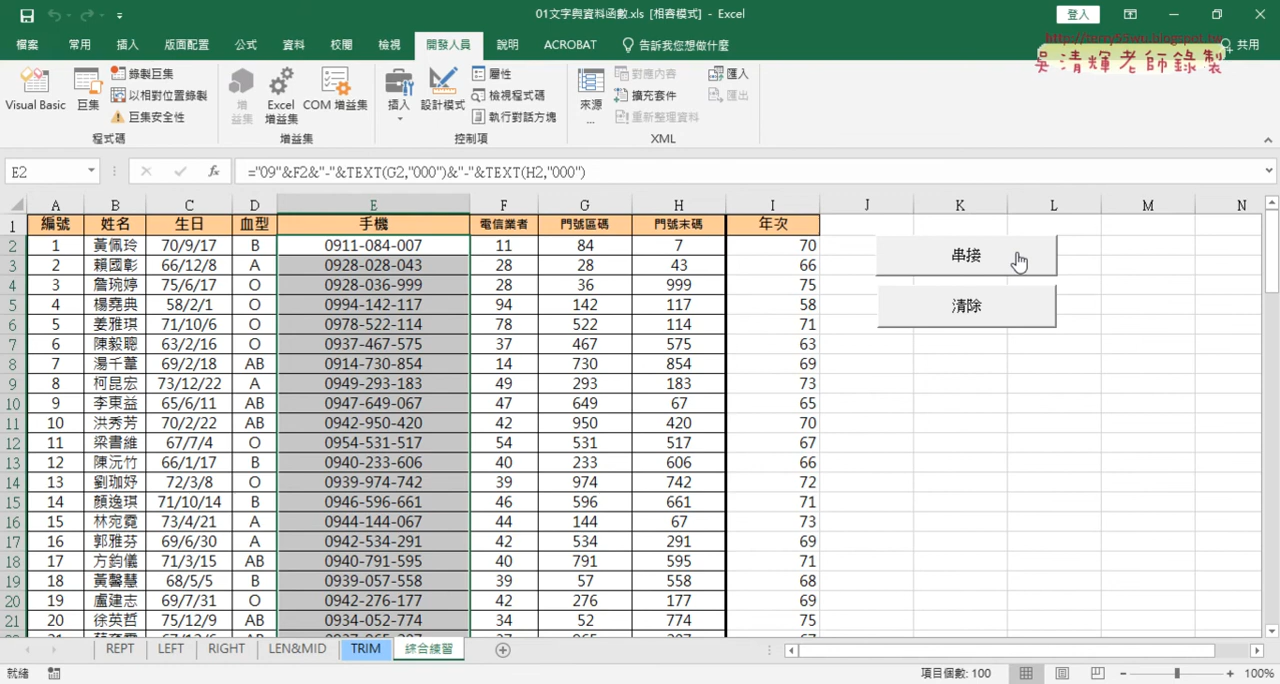 01文字與資料函數.xls [相容模式] - Excel
登入
http://terry55wu.blogspot.tw
吳清輝老師錄製
檔案 常用 插入 版面配置 公式 資料 校閱 檢視 開發人員 說明 ACROBAT 告訴我您想做什麼 共用
Visual Basic 巨集 錄製巨集 以相對位置錄製 巨集安全性
程式碼
增益集 Excel 增益集 COM 增益集
增益集
插入 設計模式 屬性 檢視程式碼 執行對話方塊
控制項
來源... 對應內容 擴充套件 重新整理資料 匯入 匯出
XML
E2 fx ="09"&F2&"-"&TEXT(G2,"000")&"-"&TEXT(H2,"000")
A B C D E F G H I J K L M N
1 編號 姓名 生日 血型 手機 電信業者 門號區碼 門號末碼 年次
2 1 黃佩玲 70/9/17 B 0911-084-007 11 84 7 70
3 2 賴國彰 66/12/8 A 0928-028-043 28 28 43 66
4 3 詹琬婷 75/6/17 O 0928-036-999 28 36 999 75
5 4 楊堯典 58/2/1 O 0994-142-117 94 142 117 58
6 5 姜雅琪 71/10/6 O 0978-522-114 78 522 114 71
7 6 陳毅聰 63/2/16 O 0937-467-575 37 467 575 63
8 7 湯千葦 69/2/18 AB 0914-730-854 14 730 854 69
9 8 柯昆宏 73/12/22 A 0949-293-183 49 293 183 73
10 9 李東益 65/6/11 AB 0947-649-067 47 649 67 65
11 10 洪秀芳 70/2/22 AB 0942-950-420 42 950 420 70
12 11 梁書維 67/7/4 O 0954-531-517 54 531 517 67
13 12 陳沅竹 66/1/17 B 0940-233-606 40 233 606 66
14 13 劉珈妤 72/3/8 O 0939-974-742 39 974 742 72
15 14 顏逸琪 71/10/14 B 0946-596-661 46 596 661 71
16 15 林宛霓 73/4/21 A 0944-144-067 44 144 67 73
17 16 郭雅婷 69/6/30 A 0942-534-291 42 534 291 69
18 17 方鈞儀 71/3/15 AB 0940-791-595 40 791 595 71
19 18 黃馨慧 68/5/5 B 0939-057-558 39 57 558 68
20 19 盧建志 69/7/31 O 0942-276-177 42 276 177 69
21 20 徐英哲 75/12/9 AB 0934-052-774 34 52 774 75
串接
清除
REPT LEFT RIGHT LEN&MID TRIM 綜合練習
就緒 項目個數: 100 100%